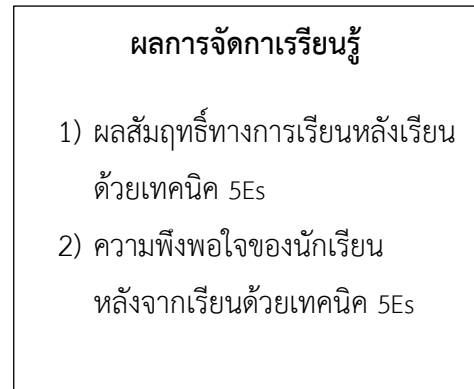 ผลการจัดกาเรรียนรู้
1) ผลสัมฤทธิ์ทางการเรียนหลังเรียน
ด้วยเทคนิค 5Es
2) ความพึงพอใจของนักเรียน
หลังจากเรียนด้วยเทคนิค 5Es